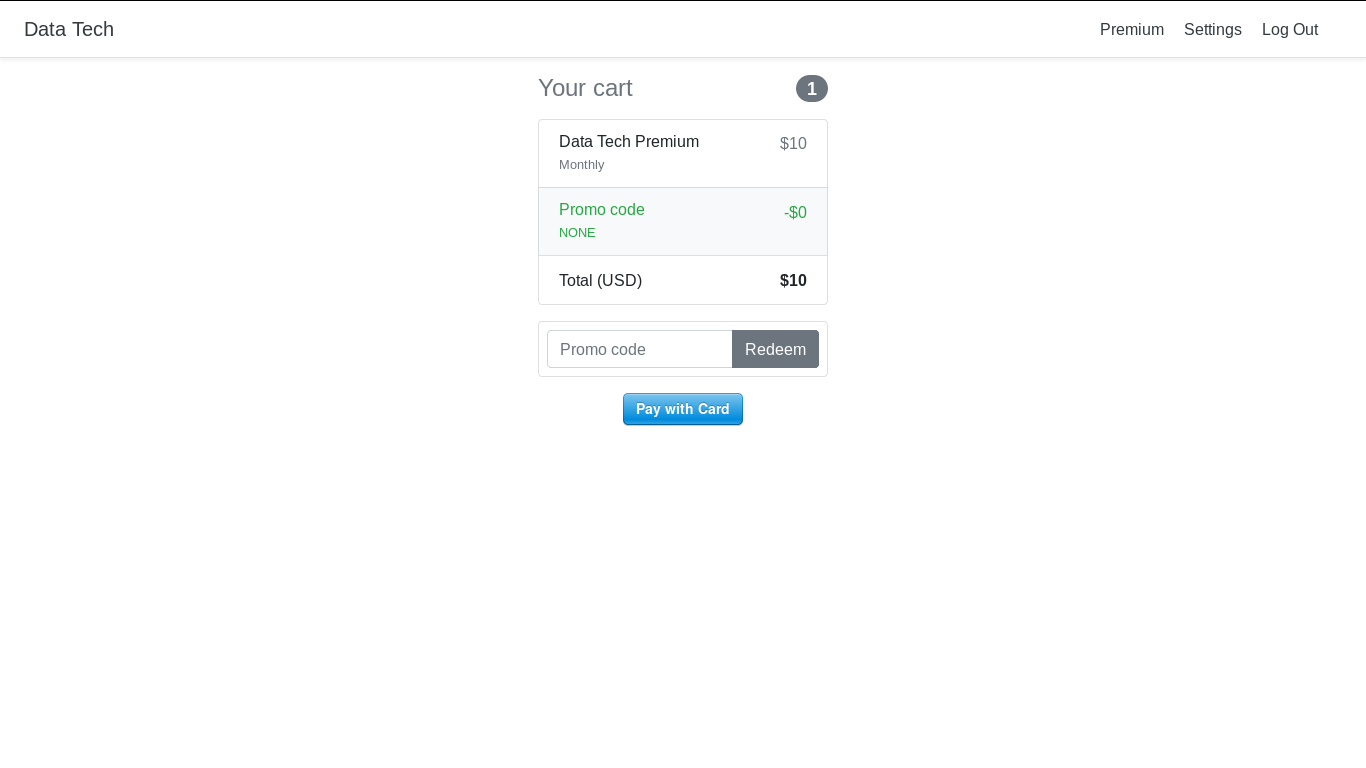 Data Tech
Premium Settings Log Out
Your cart 1
Data Tech Premium $10
Monthly
Promo code -$0
NONE
Total (USD) $10
Promo code Redeem
Pay with Card